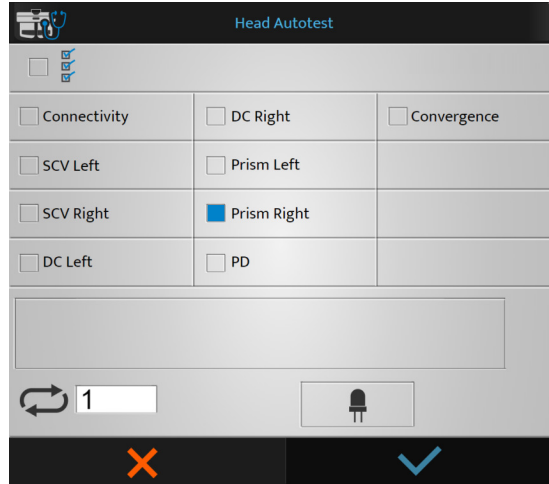 Head Autotest
Connectivity
DC Right
Convergence
SCV Left
Prism Left
SCV Right
Prism Right
DC Left
PD
1